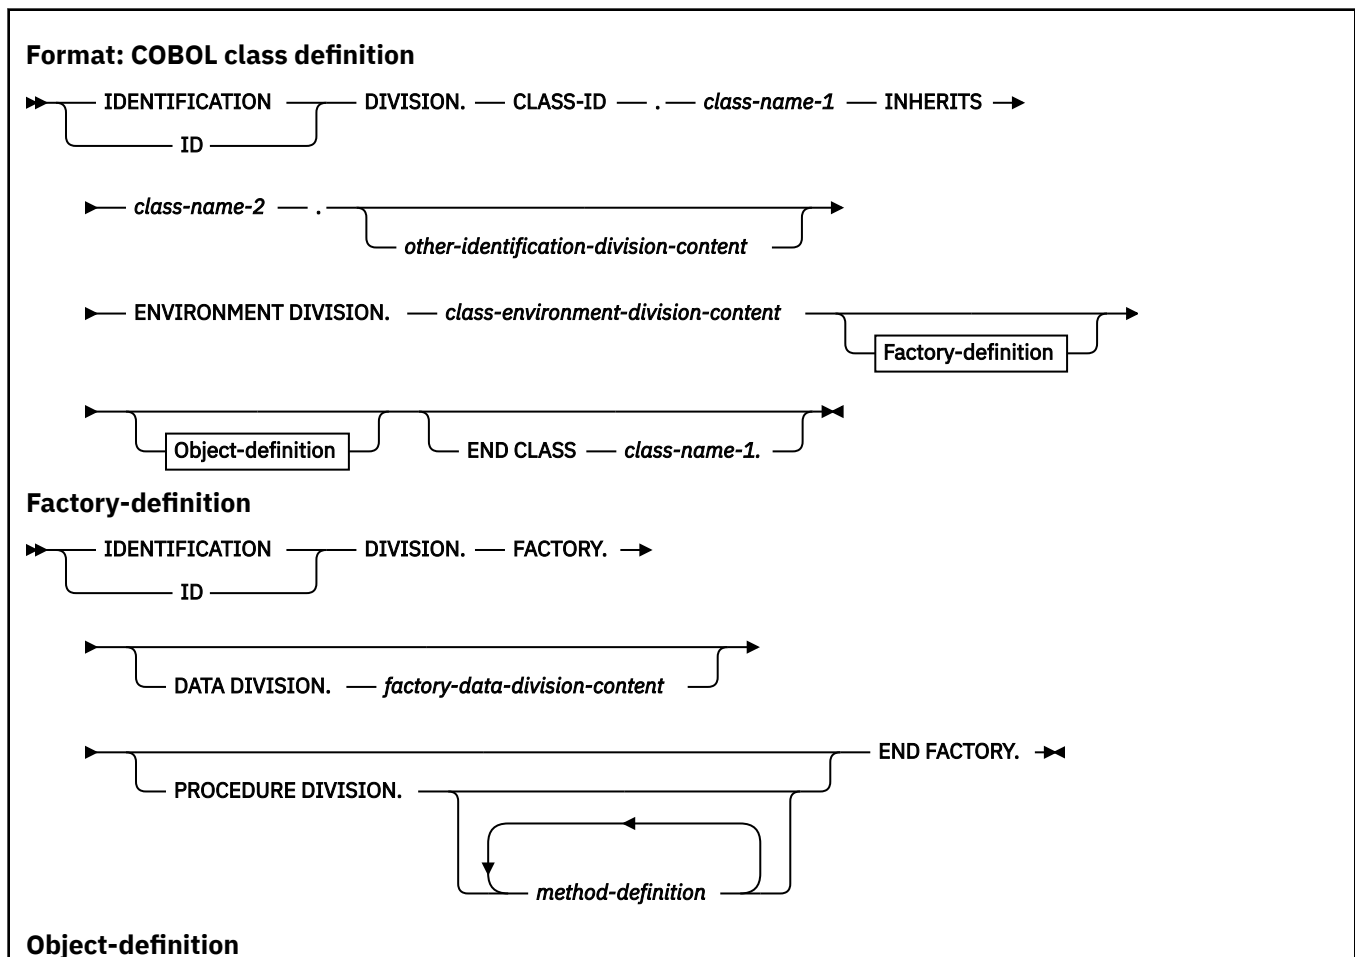 Format: COBOL class definition
IDENTIFICATION DIVISION. CLASS-ID . class-name-1 INHERITS
ID
class-name-2 .
other-identification-division-content
ENVIRONMENT DIVISION. class-environment-division-content
Factory-definition
Object-definition
END CLASS class-name-1.
Factory-definition
IDENTIFICATION DIVISION. FACTORY.
ID
DATA DIVISION. factory-data-division-content
END FACTORY.
PROCEDURE DIVISION.
method-definition
Object-definition